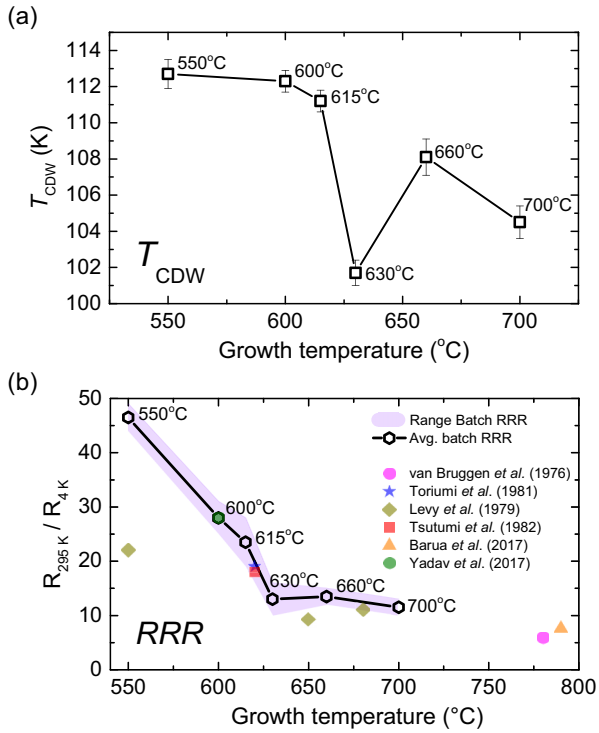 (a)
114
112
110
108
106
104
102
100
T_CDW (K)
550°C
600°C
615°C
660°C
700°C
630°C
T_CDW
550
600
650
700
Growth temperature (°C)
(b)
50
40
30
20
10
0
R_295 K / R_4 K
550°C
600°C
615°C
630°C
660°C
700°C
Range Batch RRR
Avg. batch RRR
van Bruggen et al. (1976)
Toriumi et al. (1981)
Levy et al. (1979)
Tsutumi et al. (1982)
Barua et al. (2017)
Yadav et al. (2017)
RRR
550
600
650
700
750
800
Growth temperature (°C)